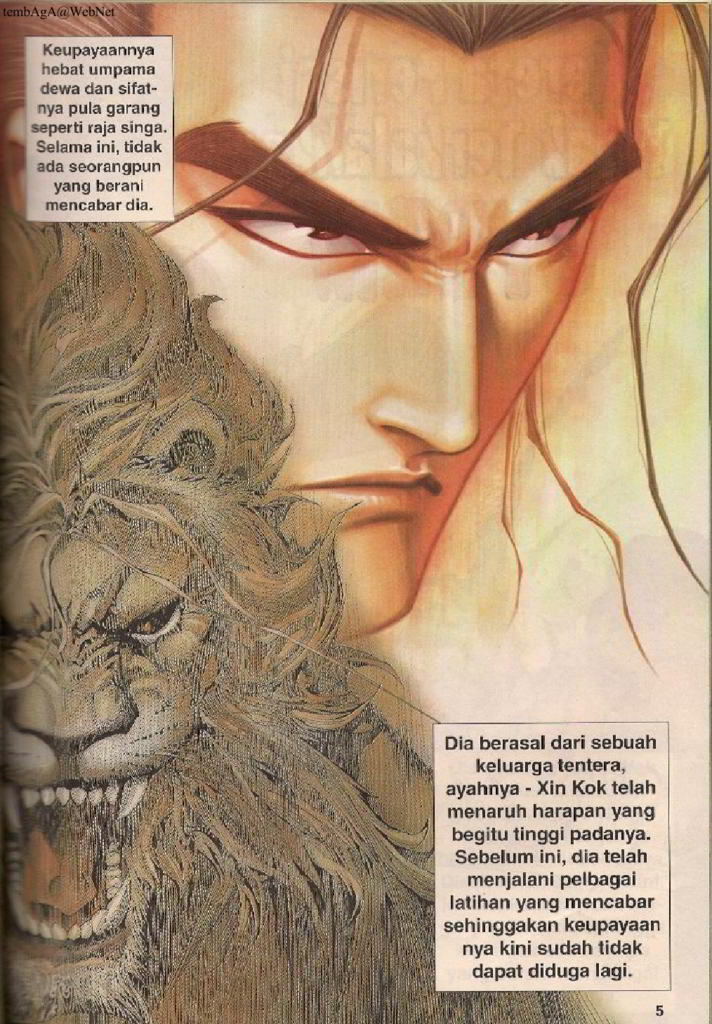 tembAgA@WebNet
Keupayaannya
hebat umpama
dewa dan sifat-
nya pula garang
seperti raja singa.
Selama ini, tidak
ada seorangpun
yang berani
mencabar dia.
Dia berasal dari sebuah
keluarga tentera,
ayahnya - Xin Kok telah
menaruh harapan yang
begitu tinggi padanya.
Sebelum ini, dia telah
menjalani pelbagai
latihan yang mencabar
sehinggakan keupayaan
nya kini sudah tidak
dapat diduga lagi.
5